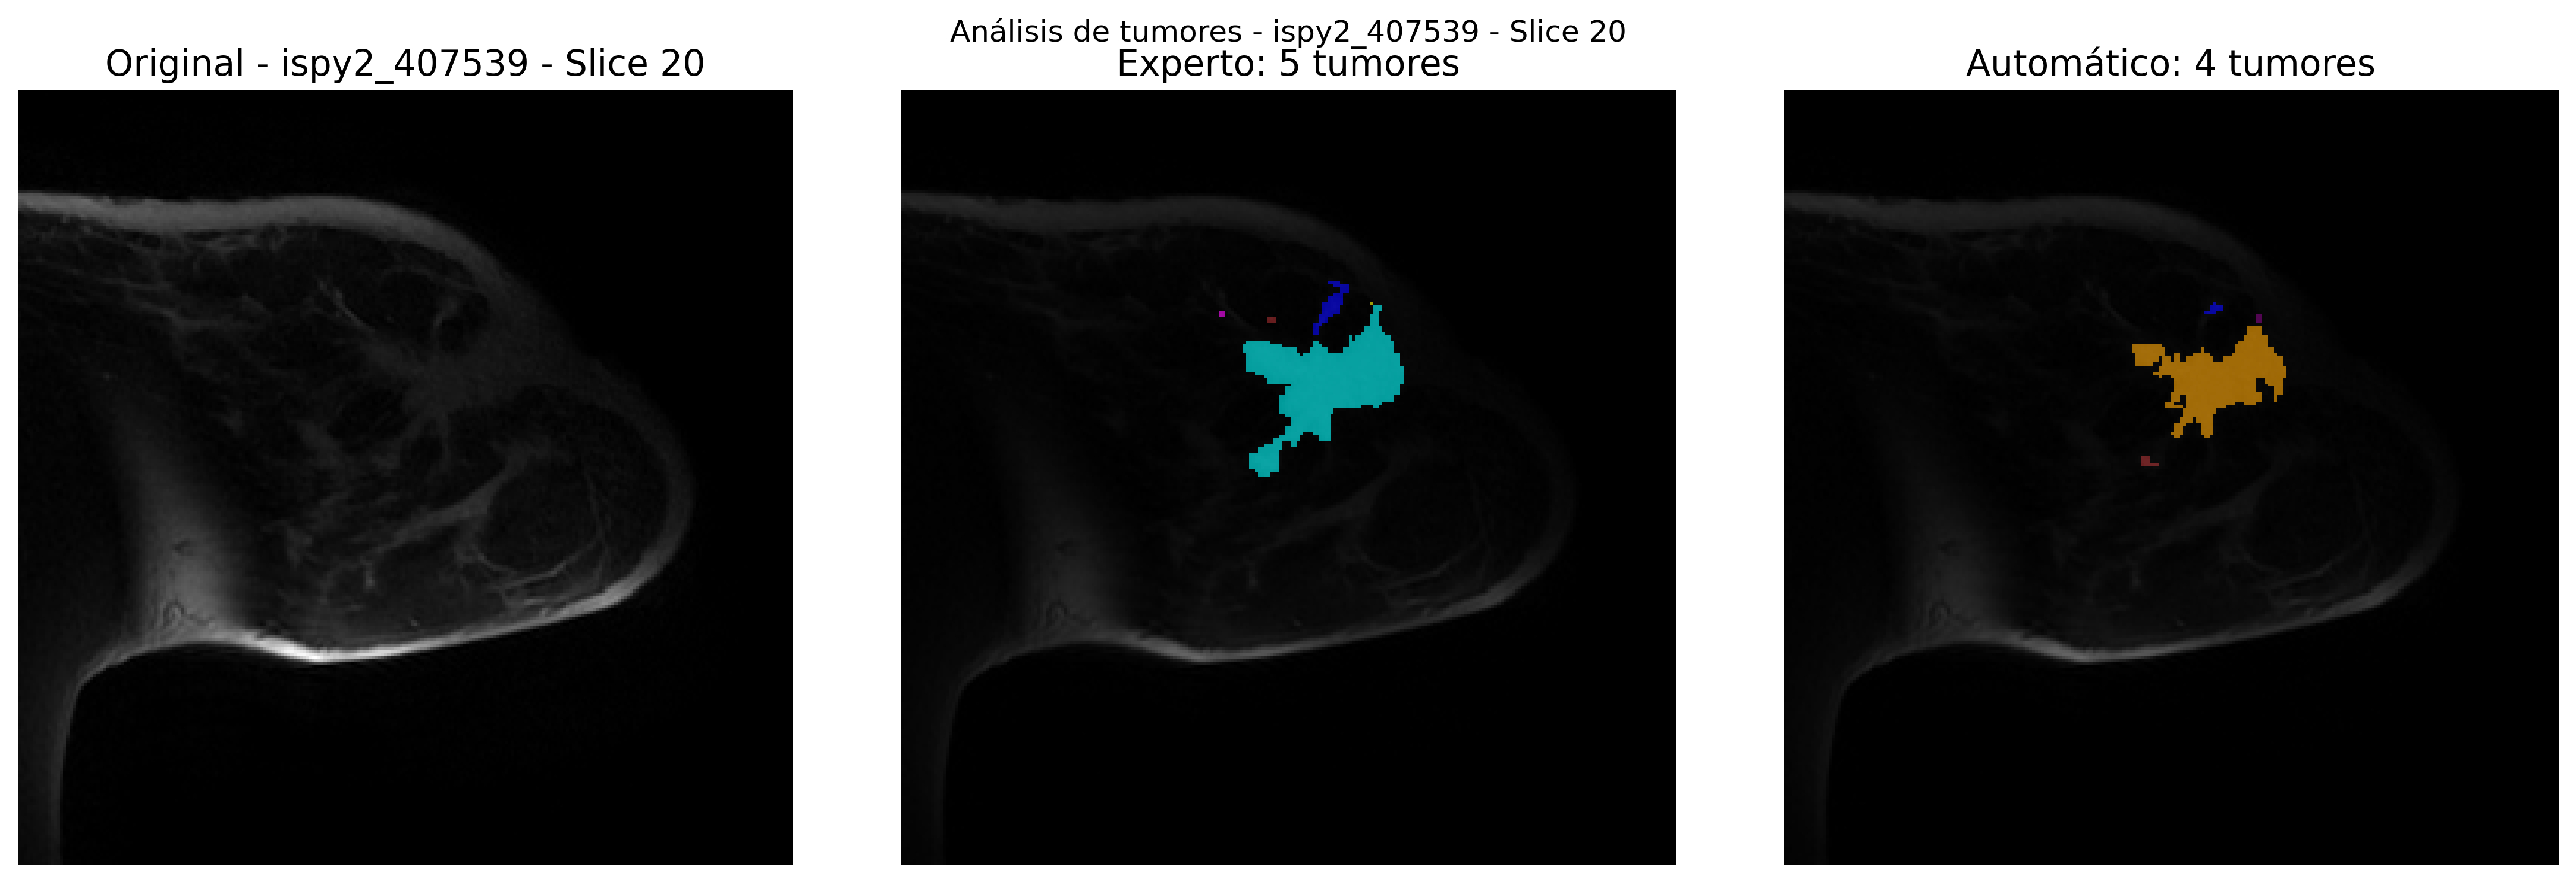 Análisis de tumores - ispy2_407539 - Slice 20
Original - ispy2_407539 - Slice 20
Experto: 5 tumores
Automático: 4 tumores